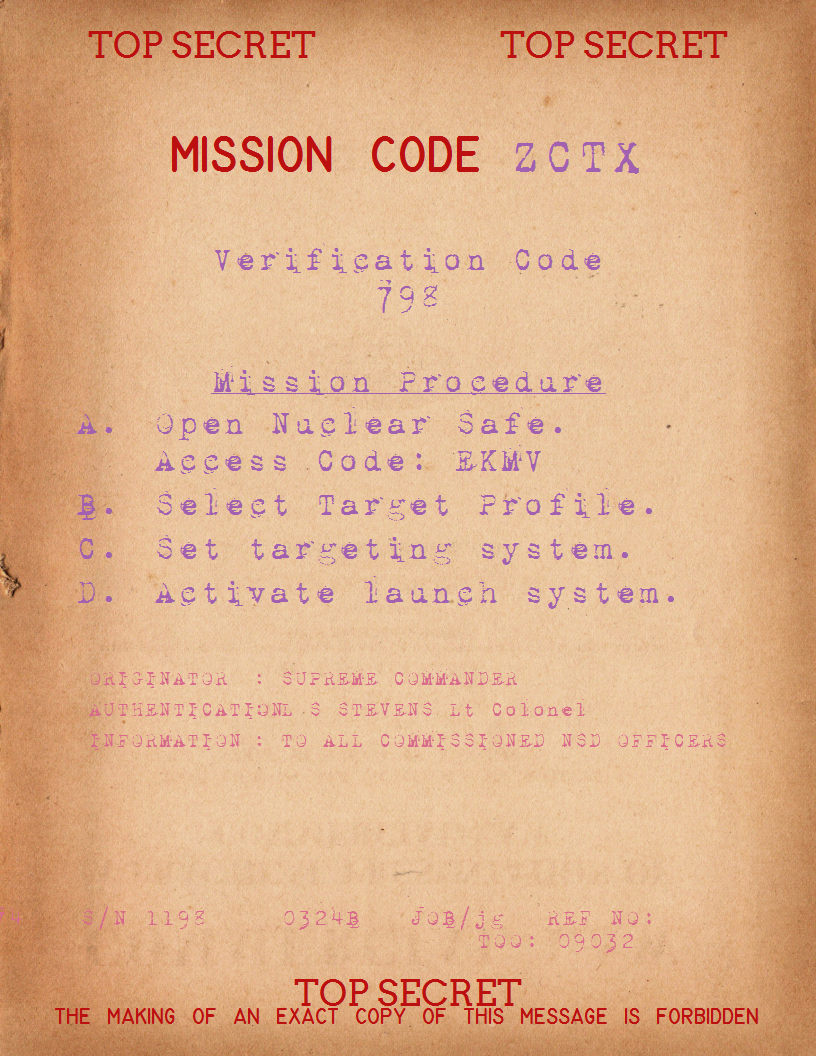 TOP SECRET TOP SECRET
MISSION CODE ZCTX
Verification Code
798
Mission Procedure
A. Open Nuclear Safe.
Access Code: EKMV
B. Select Target Profile.
C. Set targeting system.
D. Activate launch system.
ORIGINATOR : SUPREME COMMANDER
AUTHENTICATIONL S STEVENS Lt Colonel
INFORMATION : TO ALL COMMISSIONED NSD OFFICERS
S/N 1198 0324B JOB/jg REF NO:
TOO: 09032
TOP SECRET
THE MAKING OF AN EXACT COPY OF THIS MESSAGE IS FORBIDDEN